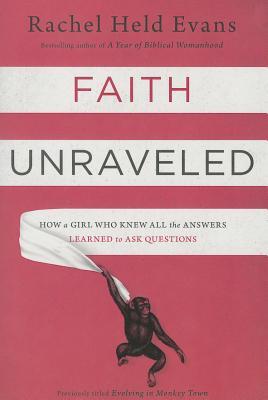 Rachel Held Evans
Bestselling author of A Year of Biblical Womanhood
FAITH
UNRAVELED
HOW a GIRL WHO KNEW ALL the ANSWERS
LEARNED to ASK QUESTIONS
Previously titled Evolving in Monkey Town